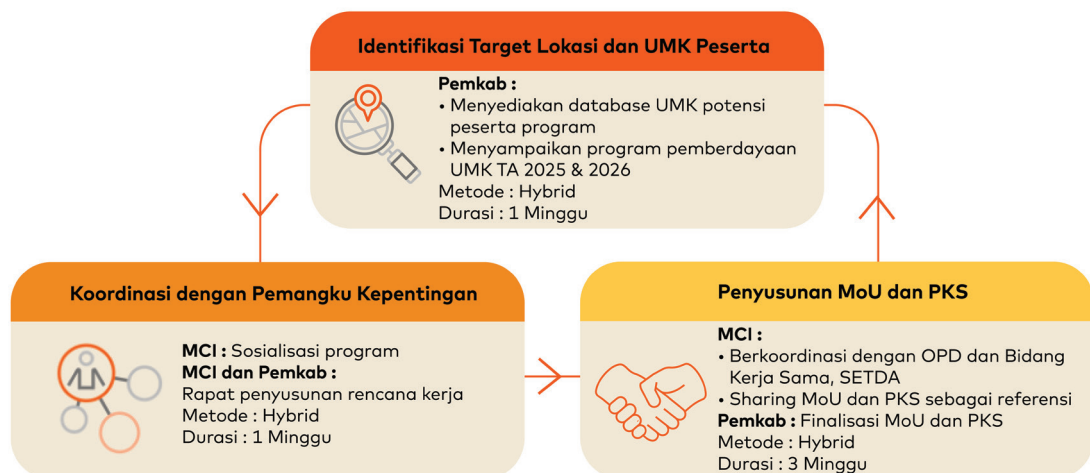 Identifikasi Target Lokasi dan UMK Peserta
Pemkab :
• Menyediakan database UMK potensi
peserta program
• Menyampaikan program pemberdayaan
UMK TA 2025 & 2026
Metode : Hybrid
Durasi : 1 Minggu
Koordinasi dengan Pemangku Kepentingan
MCI : Sosialisasi program
MCI dan Pemkab :
Rapat penyusunan rencana kerja
Metode : Hybrid
Durasi : 1 Minggu
Penyusunan MoU dan PKS
MCI :
• Berkoordinasi dengan OPD dan Bidang
Kerja Sama, SETDA
• Sharing MoU dan PKS sebagai referensi
Pemkab : Finalisasi MoU dan PKS
Metode : Hybrid
Durasi : 3 Minggu